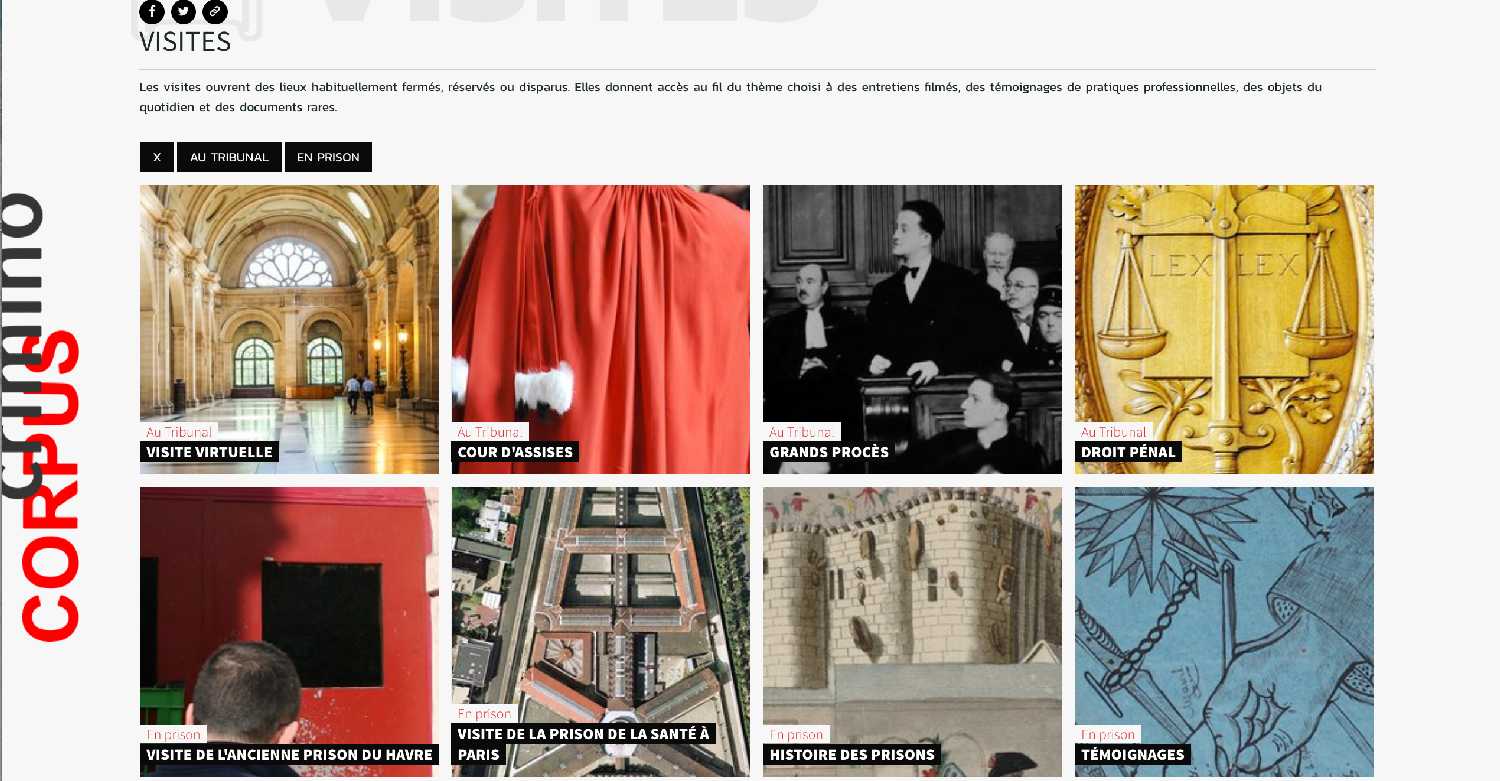 VISITES
VISITES
Les visites ouvrent des lieux habituellement fermés, réservés ou disparus. Elles donnent accès au fil du thème choisi à des entretiens filmés, des témoignages de pratiques professionnelles, des objets du
quotidien et des documents rares.
X
AU TRIBUNAL
EN PRISON
criminO
CORPUS
LEX LEX
Au Tribunal
VISITE VIRTUELLE
Au Tribunal
COUR D'ASSISES
Au Tribunal
GRANDS PROCÈS
Au Tribunal
DROIT PÉNAL
En prison
VISITE DE L'ANCIENNE PRISON DU HAVRE
En prison
VISITE DE LA PRISON DE LA SANTÉ À
PARIS
En prison
HISTOIRE DES PRISONS
En prison
TÉMOIGNAGES